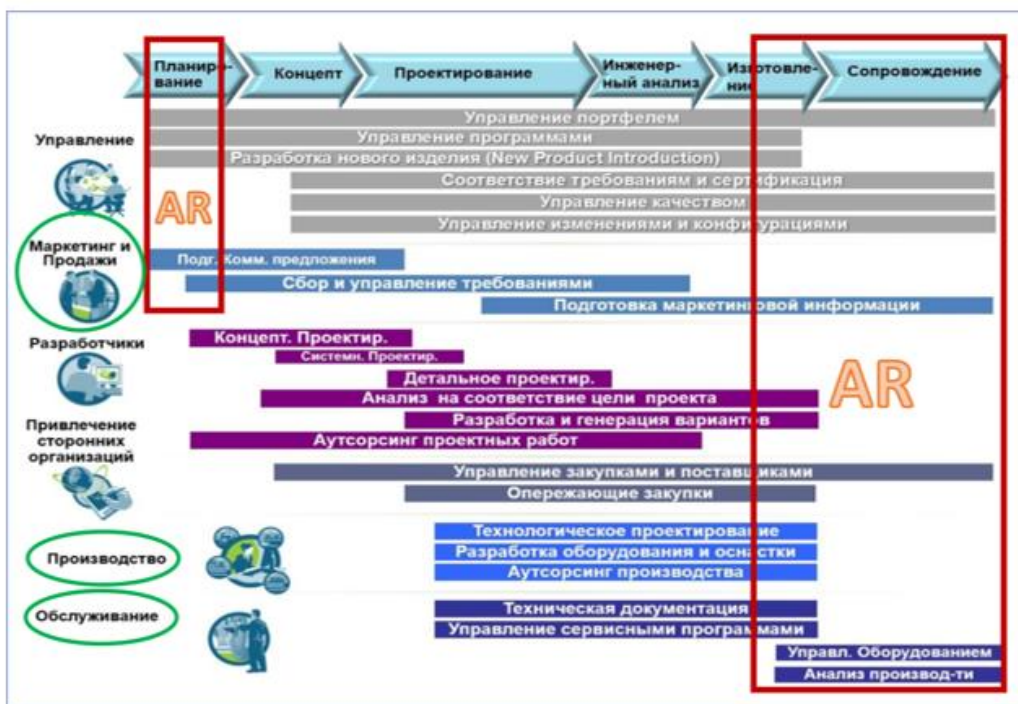 Планиро-
вание
Концепт
Проектирование
Инженер-
ный анализ
Изготовле-
ние
Сопровождение
Управление
Управление портфелем
Управление программами
Разработка нового изделия (New Product Introduction)
Соответствие требованиям и сертификация
Управление качеством
Управление изменениями и конфигурациями
AR
Маркетинг и
Продажи
Подг. Комм. предложения
Сбор и управление требованиями
Подготовка маркетинговой информации
Разработчики
Концепт. Проектир.
Системн. Проектир.
Детальное проектир.
Анализ на соответствие цели проекта
Разработка и генерация вариантов
Аутсорсинг проектных работ
AR
Привлечение
сторонних
организаций
Управление закупками и поставщиками
Опережающие закупки
Производство
Технологическое проектирование
Разработка оборудования и оснастки
Аутсорсинг производства
Обслуживание
Техническая документация
Управление сервисными программами
Управл. Оборудованием
Анализ производ-ти